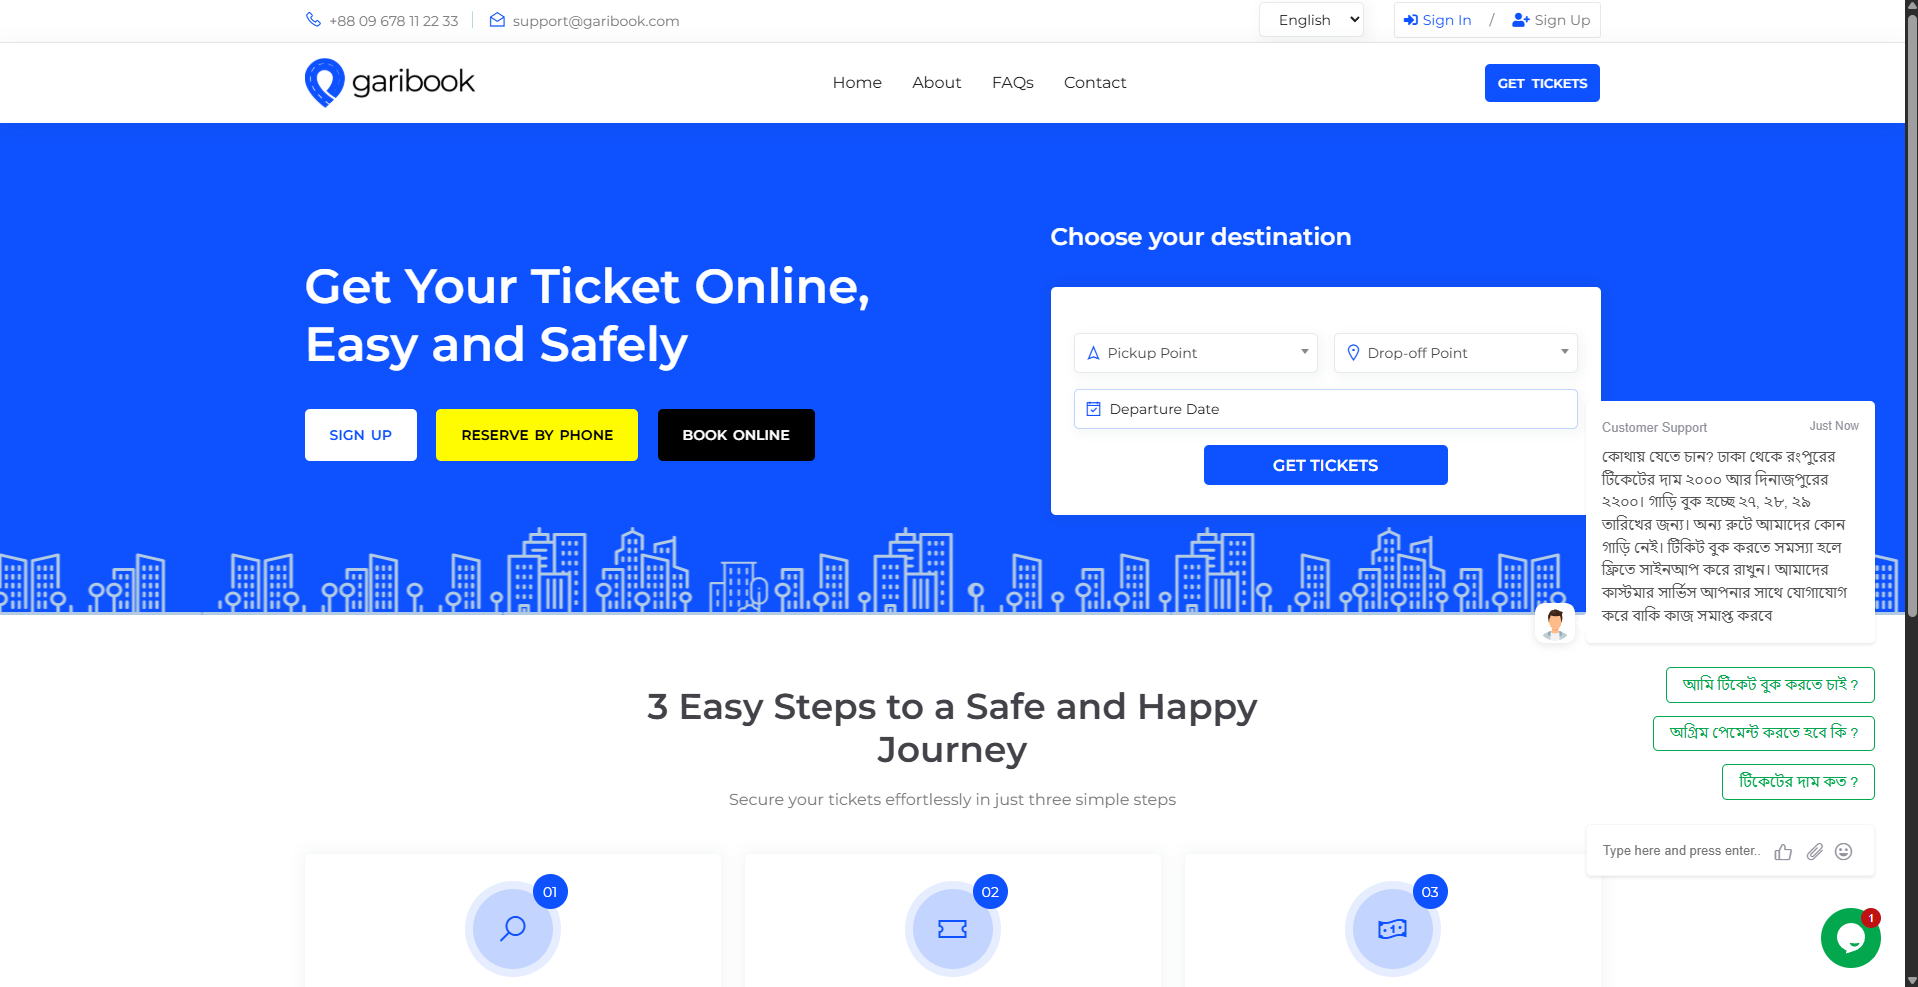 +88 09 678 11 22 33
support@garibook.com
English
Sign In / Sign Up
garibook
Home About FAQs Contact
GET TICKETS
Get Your Ticket Online,
Easy and Safely
SIGN UP
RESERVE BY PHONE
BOOK ONLINE
Choose your destination
Pickup Point
Drop-off Point
Departure Date
GET TICKETS
Customer Support
Just Now
কোথায় যেতে চান? ঢাকা থেকে রংপুরের
টিকেটের দাম ২০০০ আর দিনাজপুরের
২২০০। গাড়ি বুক হচ্ছে ২৭, ২৮, ২৯
তারিখের জন্য। অন্য রুটে আমাদের কোন
গাড়ি নেই। টিকিট বুক করতে সমস্যা হলে
ফ্রিতে সাইনআপ করে রাখুন। আমাদের
কাস্টমার সার্ভিস আপনার সাথে যোগাযোগ
করে বাকি কাজ সমাপ্ত করবে
আমি টিকেট বুক করতে চাই ?
অগ্রিম পেমেন্ট করতে হবে কি ?
টিকেটের দাম কত ?
Type here and press enter..
1
3 Easy Steps to a Safe and Happy
Journey
Secure your tickets effortlessly in just three simple steps
01
02
03
1